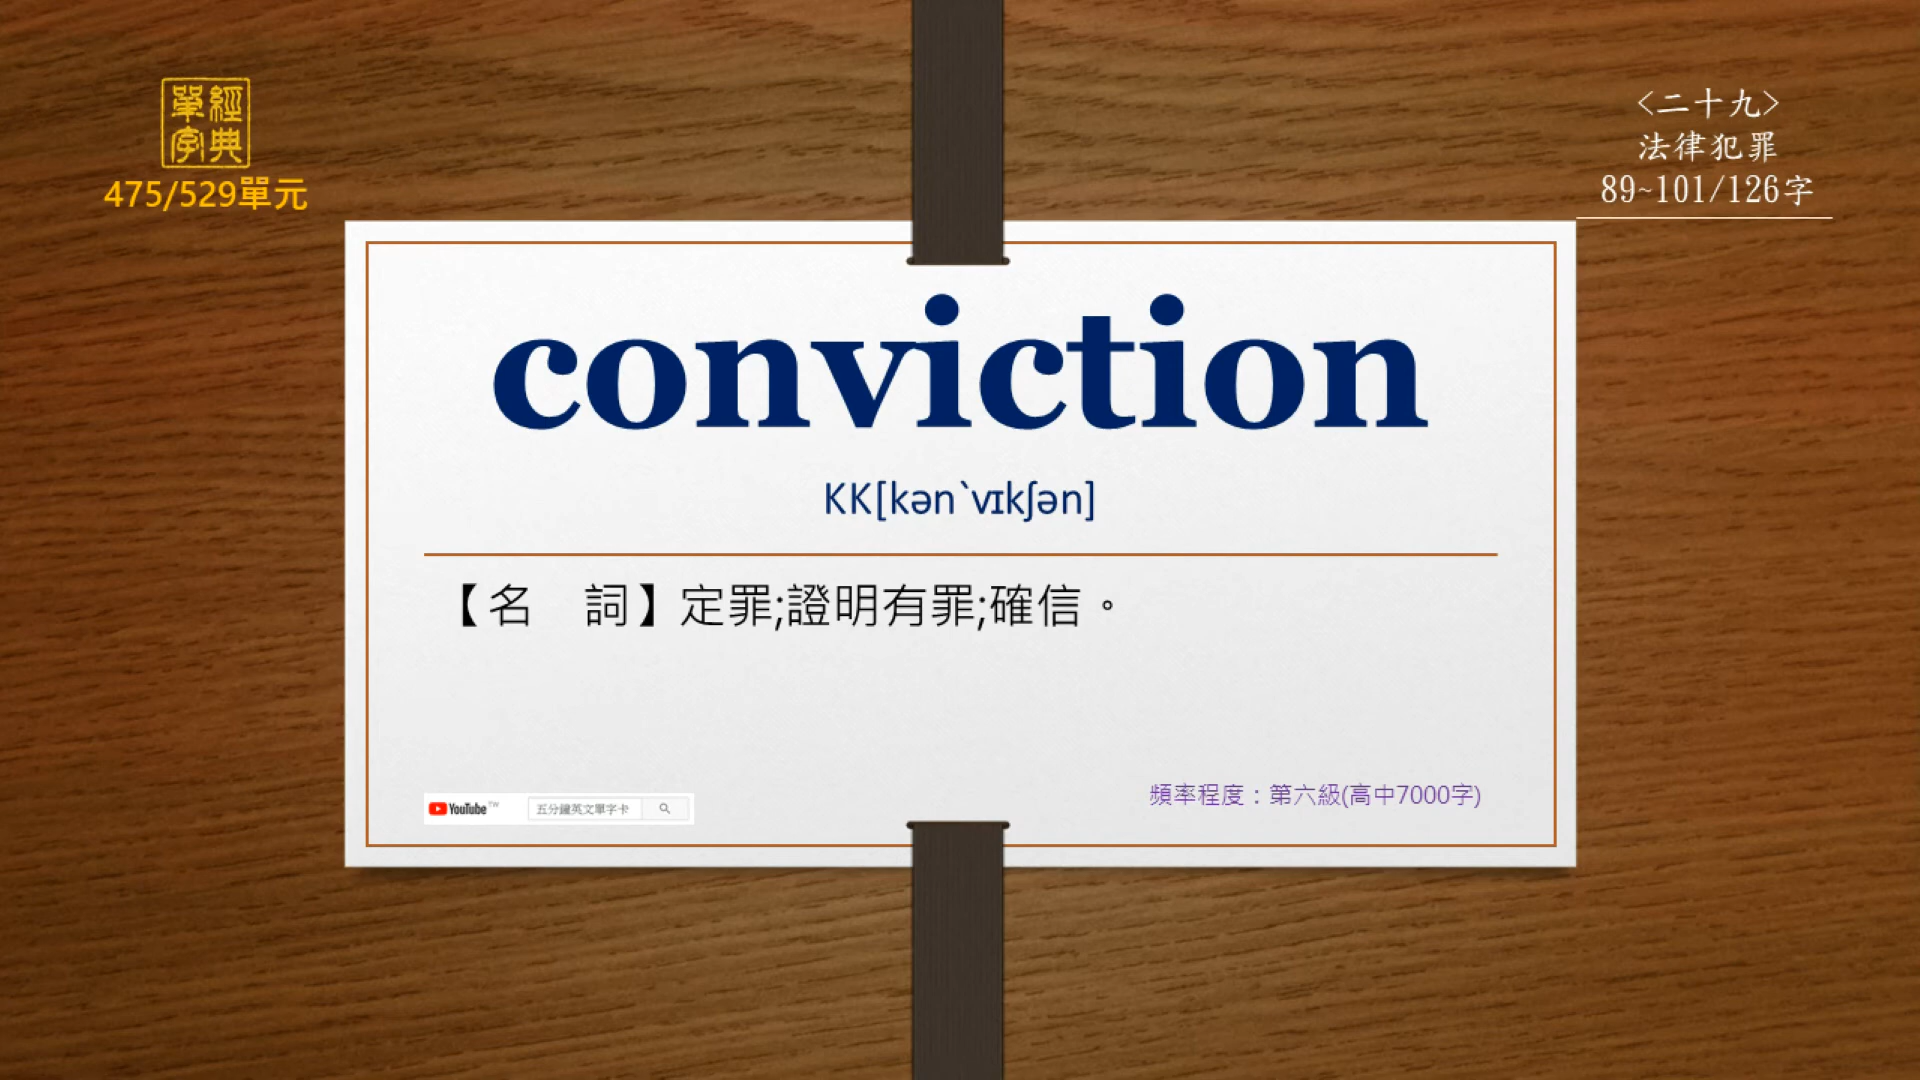 經典單字
475/529單元
<二十九>
法律犯罪
89~101/126字
conviction
KK[kənˋvɪkʃən]
【名　詞】定罪;證明有罪;確信。
YouTube TW 五分鐘英文單字卡
頻率程度：第六級(高中7000字)